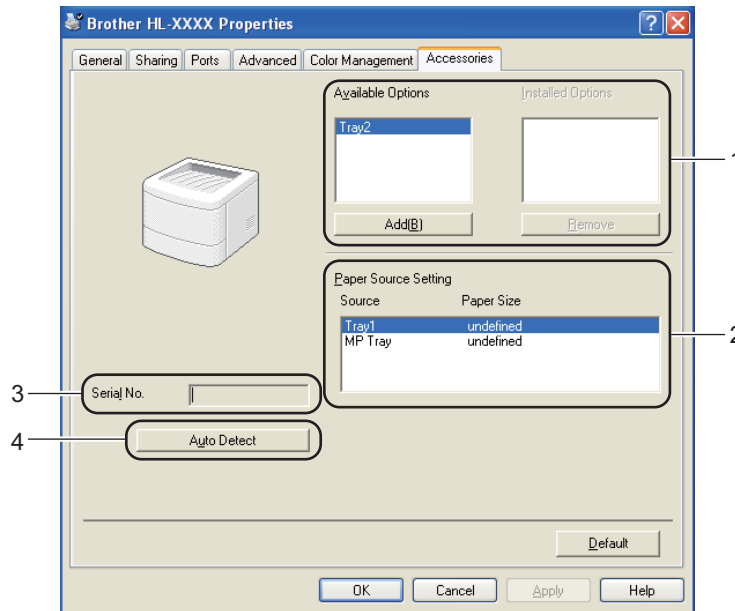 Brother HL-XXXX Properties
General Sharing Ports Advanced Color Management Accessories
Available Options Installed Options
Tray2
Add(B) Remove
1
Paper Source Setting
Source Paper Size
Tray1 undefined
MP Tray undefined
2
3 Serial No.
4 Auto Detect
Default
OK Cancel Apply Help